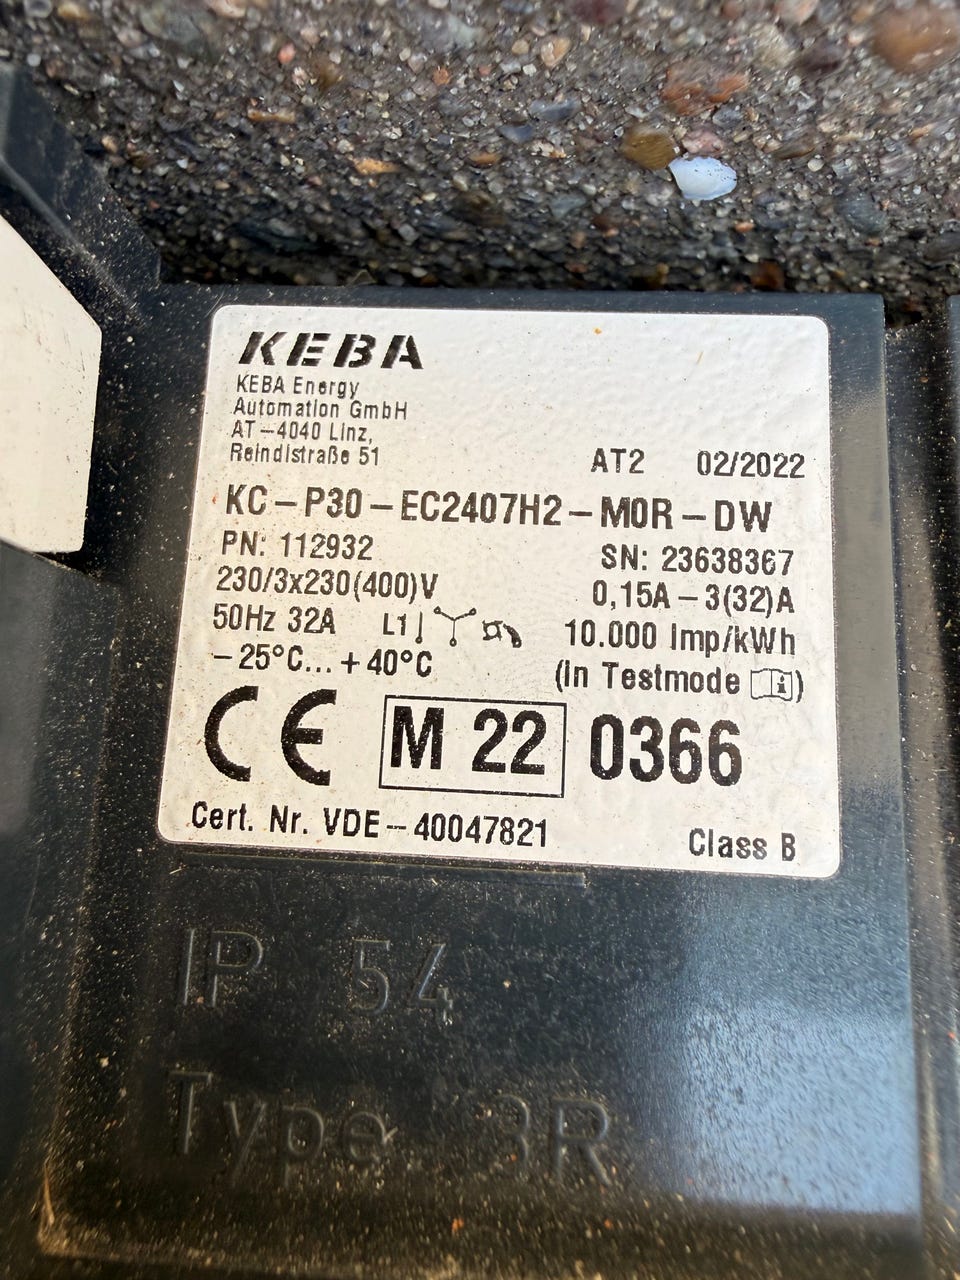 KEBA
KEBA Energy
Automation GmbH
AT-4040 Linz,
Reindlstraße 51
AT2 02/2022
KC-P30-EC2407H2-M0R-DW
PN: 112932
SN: 23638367
230/3x230(400)V
0,15A-3(32)A
50Hz 32A L1
10.000 Imp/kWh
-25°C...+40°C
(in Testmode i)
CE M 22 0366
Cert. Nr. VDE-40047821
Class B
IP 54
Type 3R